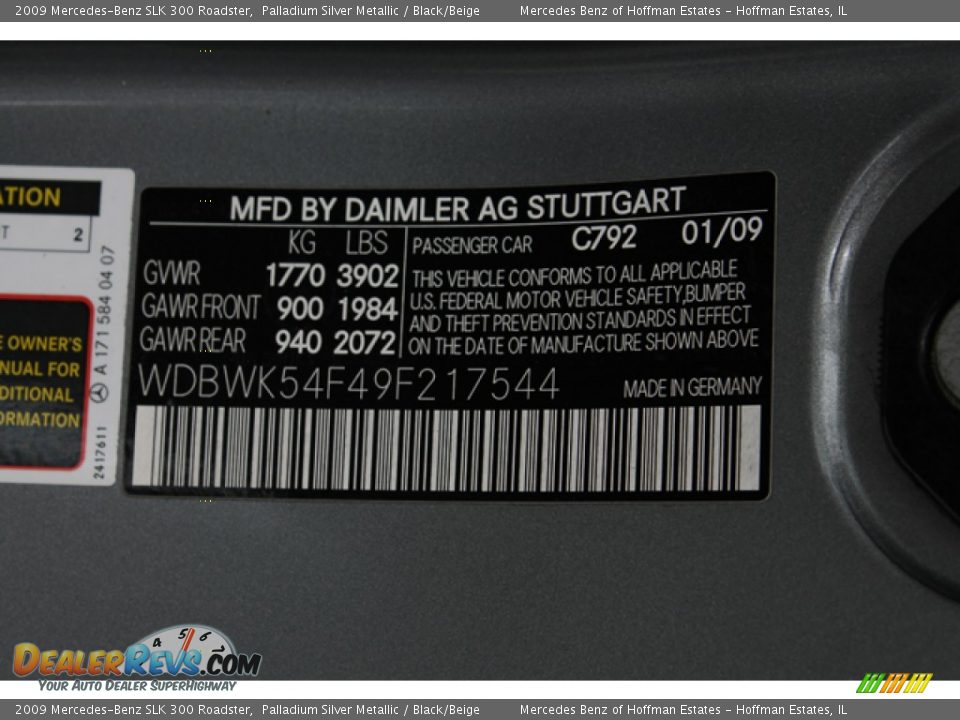 2009 Mercedes-Benz SLK 300 Roadster, Palladium Silver Metallic / Black/Beige Mercedes Benz of Hoffman Estates - Hoffman Estates, IL
ATION
T 2
E OWNER'S
NUAL FOR
DITIONAL
ORMATION
A 171 584 04 07
2417611
MFD BY DAIMLER AG STUTTGART
KG LBS
GVWR 1770 3902
GAWR FRONT 900 1984
GAWR REAR 940 2072
PASSENGER CAR C792 01/09
THIS VEHICLE CONFORMS TO ALL APPLICABLE
U.S. FEDERAL MOTOR VEHICLE SAFETY,BUMPER
AND THEFT PREVENTION STANDARDS IN EFFECT
ON THE DATE OF MANUFACTURE SHOWN ABOVE
WDBWK54F49F217544
MADE IN GERMANY
4 5 6 7
DEALERREVS.COM
YOUR AUTO DEALER SUPERHIGHWAY
2009 Mercedes-Benz SLK 300 Roadster, Palladium Silver Metallic / Black/Beige Mercedes Benz of Hoffman Estates - Hoffman Estates, IL